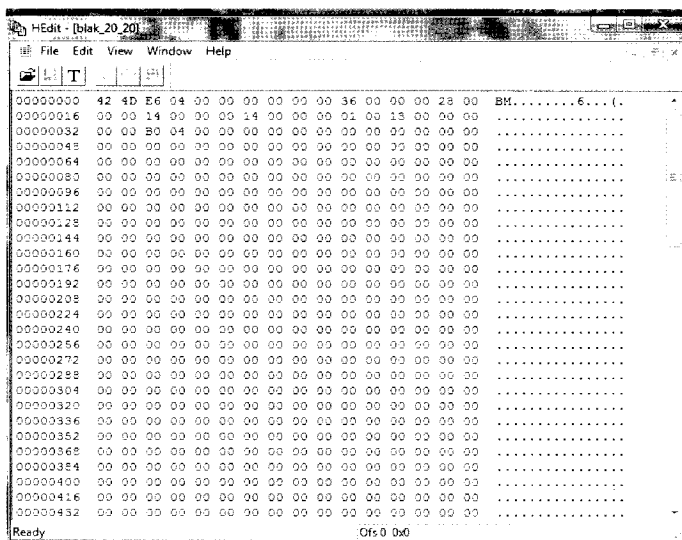 HEdit - [blak_20_20]
File Edit View Window Help
T
00000000 42 4D E6 04 00 00 00 00 00 00 36 00 00 00 28 00 BM........6...(.
00000016 00 00 14 00 00 00 14 00 00 00 01 00 18 00 00 00 ................
00000032 00 00 B0 04 00 00 00 00 00 00 00 00 00 00 00 00 ................
00000048 00 00 00 00 00 00 00 00 00 00 00 00 00 00 00 00 ................
00000064 00 00 00 00 00 00 00 00 00 00 00 00 00 00 00 00 ................
00000080 00 00 00 00 00 00 00 00 00 00 00 00 00 00 00 00 ................
00000096 00 00 00 00 00 00 00 00 00 00 00 00 00 00 00 00 ................
00000112 00 00 00 00 00 00 00 00 00 00 00 00 00 00 00 00 ................
00000128 00 00 00 00 00 00 00 00 00 00 00 00 00 00 00 00 ................
00000144 00 00 00 00 00 00 00 00 00 00 00 00 00 00 00 00 ................
00000160 00 00 00 00 00 00 00 00 00 00 00 00 00 00 00 00 ................
00000176 00 00 00 00 00 00 00 00 00 00 00 00 00 00 00 00 ................
00000192 00 00 00 00 00 00 00 00 00 00 00 00 00 00 00 00 ................
00000208 00 00 00 00 00 00 00 00 00 00 00 00 00 00 00 00 ................
00000224 00 00 00 00 00 00 00 00 00 00 00 00 00 00 00 00 ................
00000240 00 00 00 00 00 00 00 00 00 00 00 00 00 00 00 00 ................
00000256 00 00 00 00 00 00 00 00 00 00 00 00 00 00 00 00 ................
00000272 00 00 00 00 00 00 00 00 00 00 00 00 00 00 00 00 ................
00000288 00 00 00 00 00 00 00 00 00 00 00 00 00 00 00 00 ................
00000304 00 00 00 00 00 00 00 00 00 00 00 00 00 00 00 00 ................
00000320 00 00 00 00 00 00 00 00 00 00 00 00 00 00 00 00 ................
00000336 00 00 00 00 00 00 00 00 00 00 00 00 00 00 00 00 ................
00000352 00 00 00 00 00 00 00 00 00 00 00 00 00 00 00 00 ................
00000368 00 00 00 00 00 00 00 00 00 00 00 00 00 00 00 00 ................
00000384 00 00 00 00 00 00 00 00 00 00 00 00 00 00 00 00 ................
00000400 00 00 00 00 00 00 00 00 00 00 00 00 00 00 00 00 ................
00000416 00 00 00 00 00 00 00 00 00 00 00 00 00 00 00 00 ................
00000432 00 00 00 00 00 00 00 00 00 00 00 00 00 00 00 00 ................
Ready Ofs 0 0x0